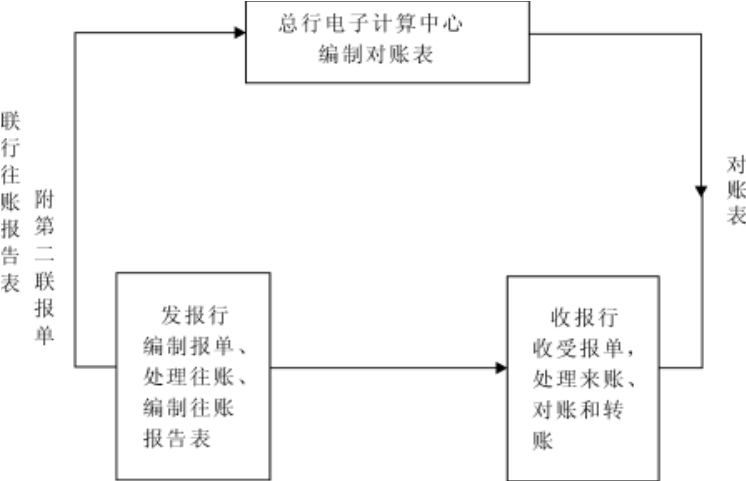 总行电子计算中心
编制对账表
联行往账报告表
附第二联报单
对账表
发报行
编制报单、
处理往账、
编制往账
报告表
收报行
收受报单，
处理来账、
对账和转
账